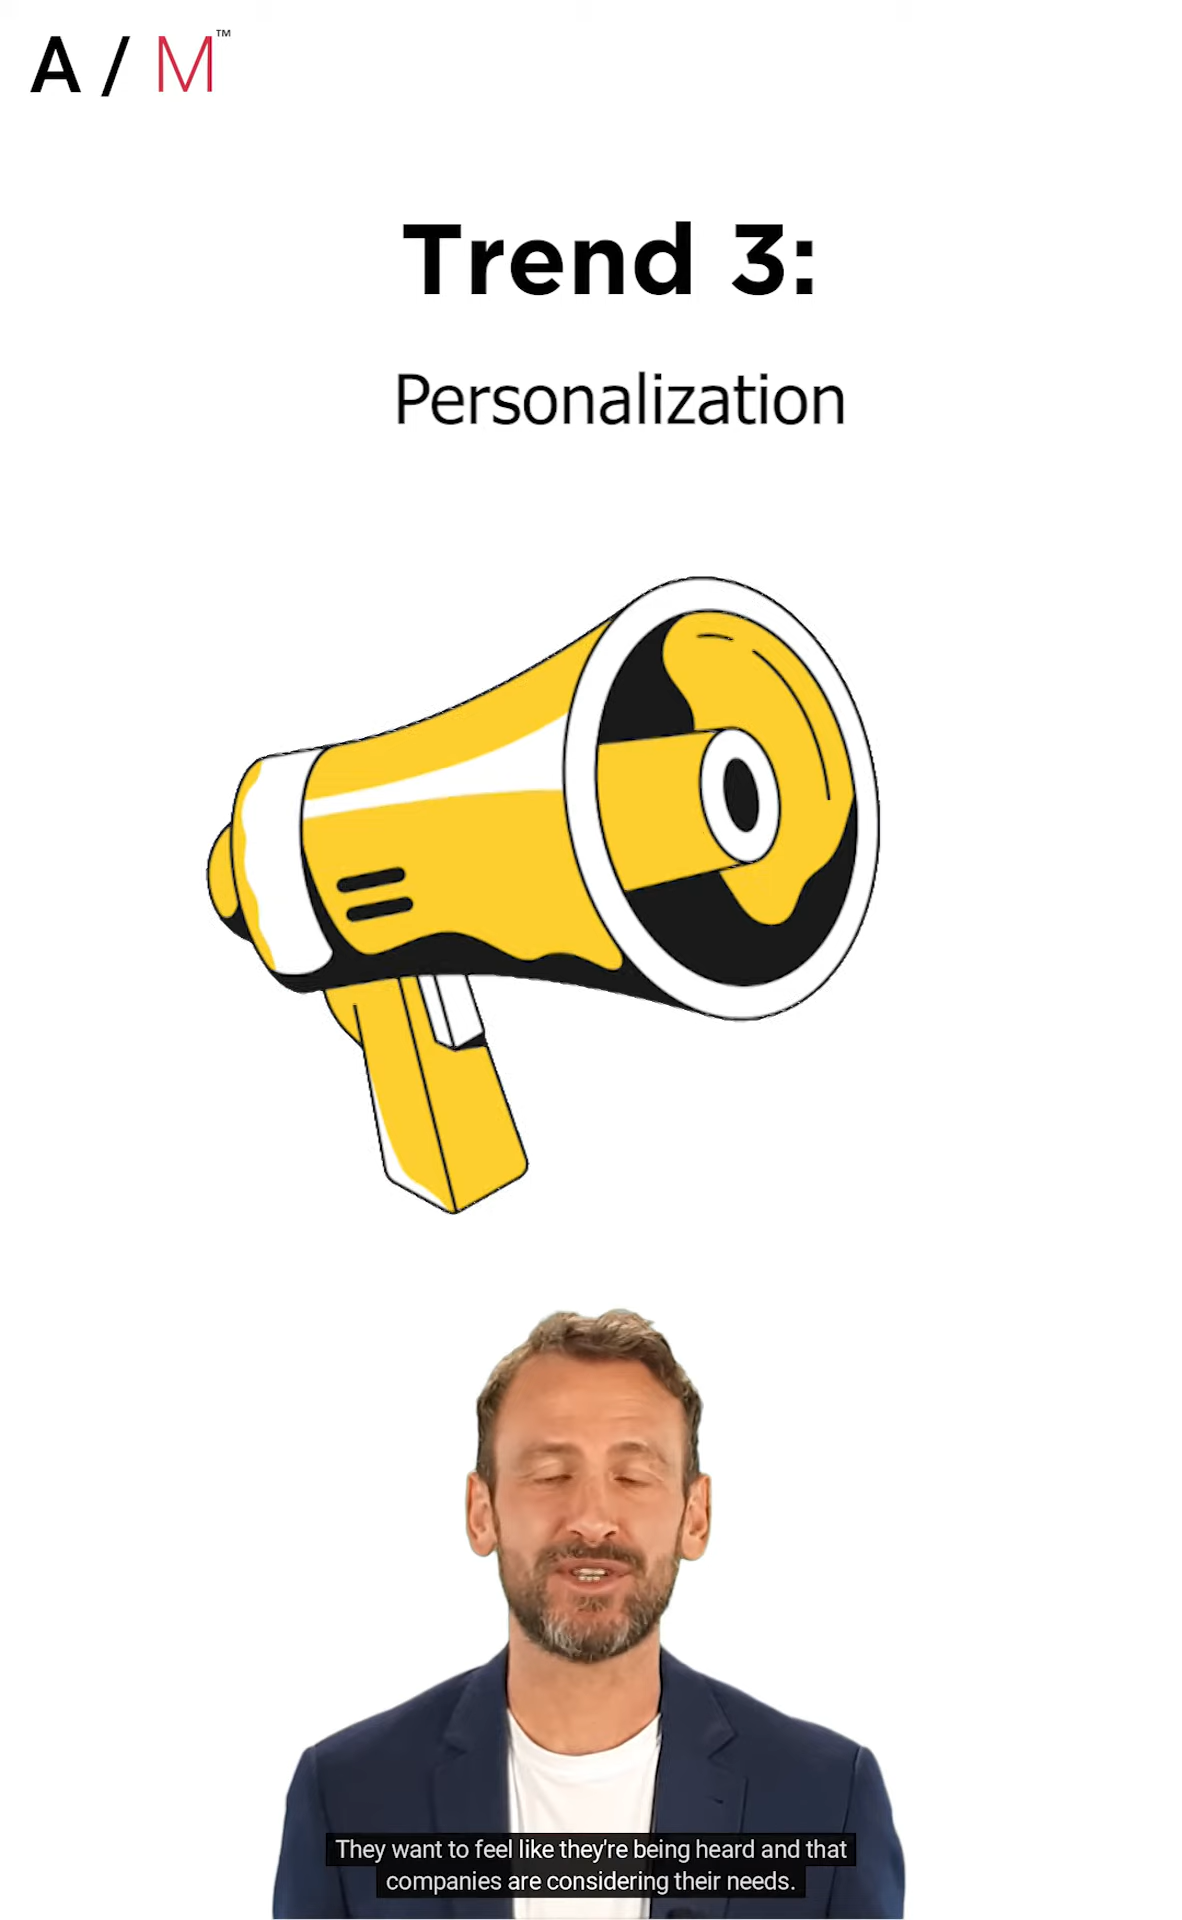 A / M™
Trend 3:
Personalization
They want to feel like they're being heard and that
companies are considering their needs.